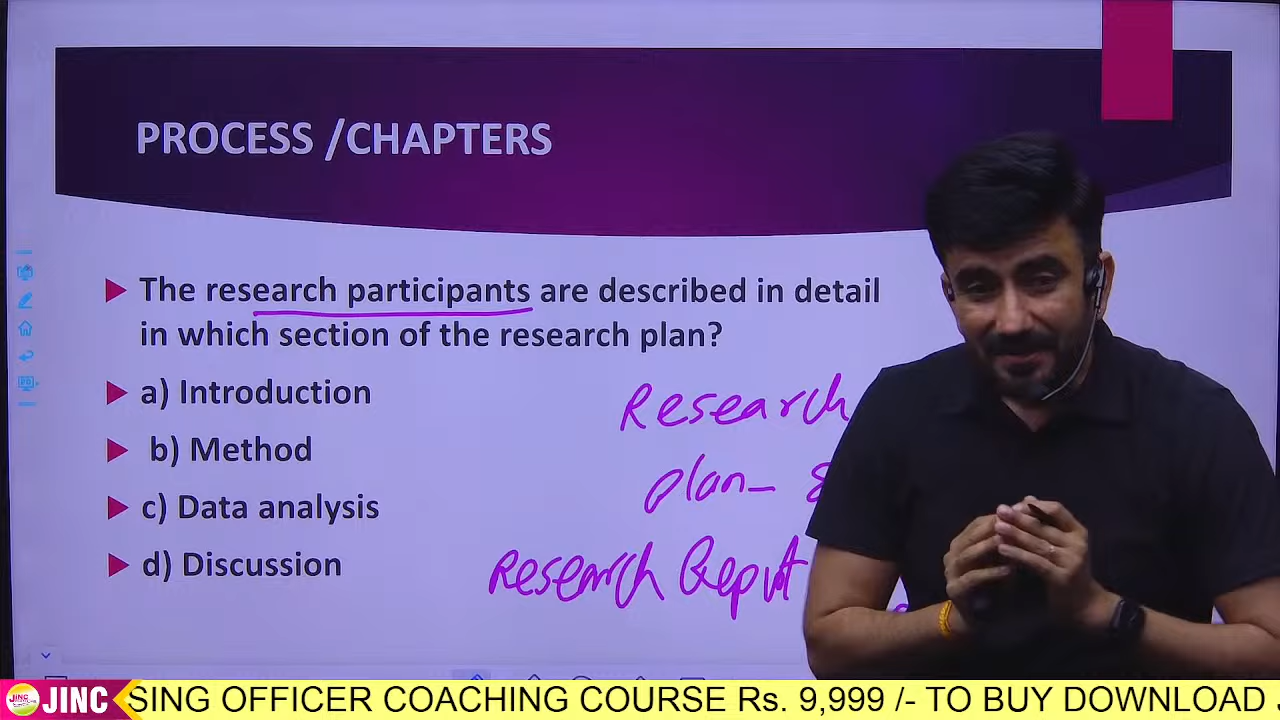 PROCESS /CHAPTERS
The research participants are described in detail
in which section of the research plan?
a) Introduction
b) Method
c) Data analysis
d) Discussion
Research
plan-
Research Report
JINC
SING OFFICER COACHING COURSE Rs. 9,999 /- TO BUY DOWNLOAD